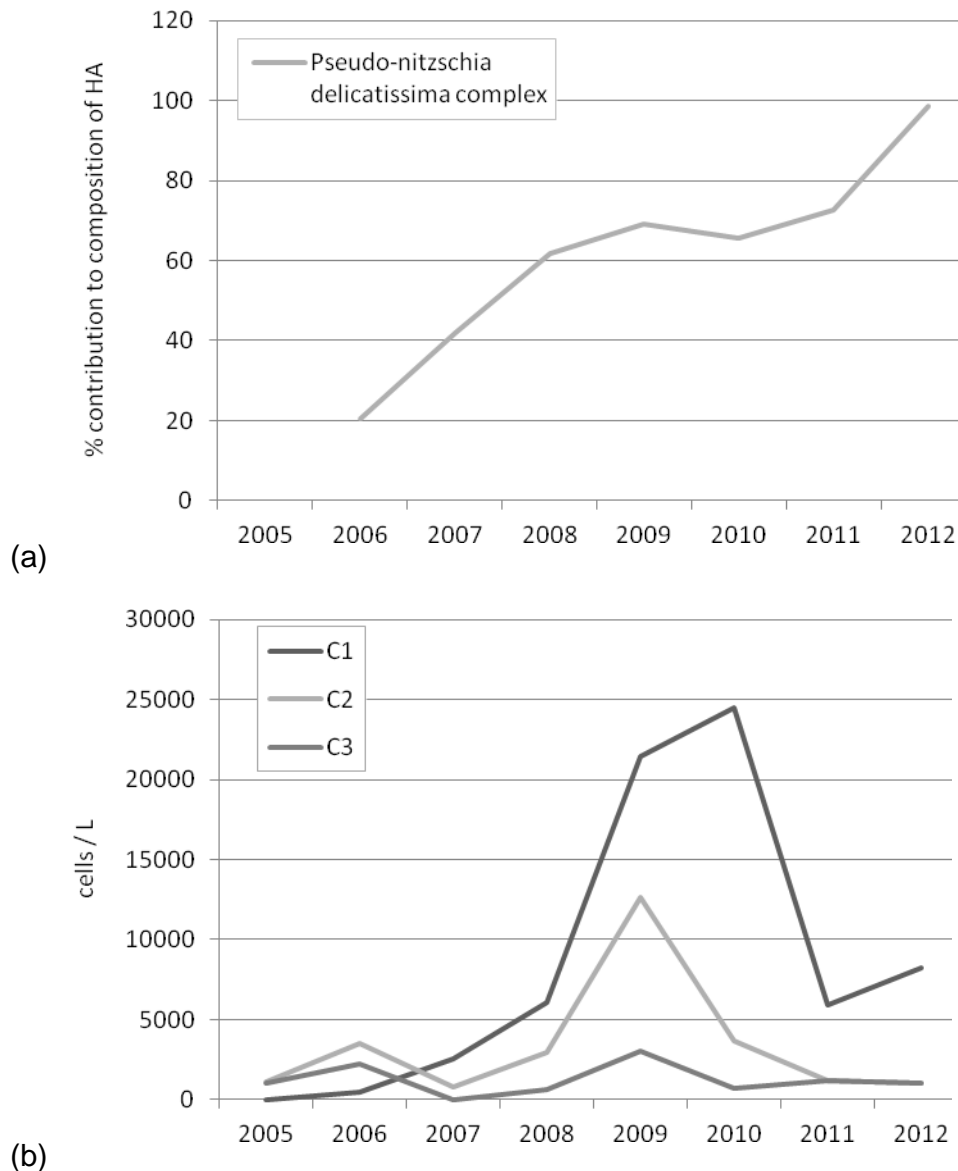 120
100
80
60
40
20
0
% contribution to composition of HA
Pseudo-nitzschia
delicatissima complex
2005 2006 2007 2008 2009 2010 2011 2012
(a)
30000
25000
20000
15000
10000
5000
0
cells / L
C1
C2
C3
2005 2006 2007 2008 2009 2010 2011 2012
(b)